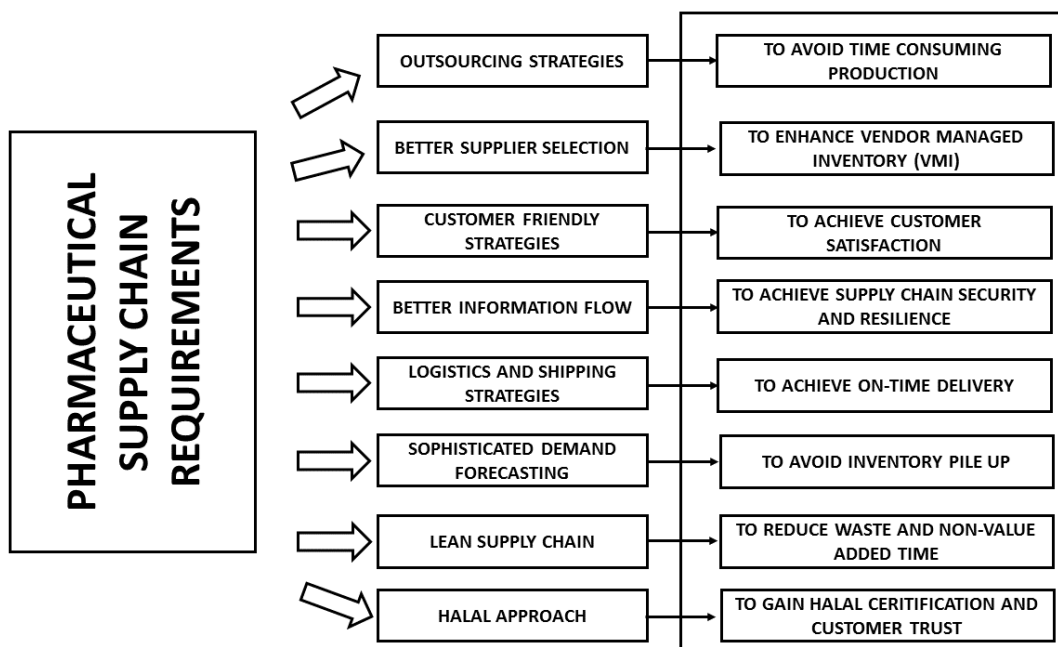 PHARMACEUTICAL
SUPPLY CHAIN
REQUIREMENTS
OUTSOURCING STRATEGIES
TO AVOID TIME CONSUMING
PRODUCTION
BETTER SUPPLIER SELECTION
TO ENHANCE VENDOR MANAGED
INVENTORY (VMI)
CUSTOMER FRIENDLY
STRATEGIES
TO ACHIEVE CUSTOMER
SATISFACTION
BETTER INFORMATION FLOW
TO ACHIEVE SUPPLY CHAIN SECURITY
AND RESILIENCE
LOGISTICS AND SHIPPING
STRATEGIES
TO ACHIEVE ON-TIME DELIVERY
SOPHISTICATED DEMAND
FORECASTING
TO AVOID INVENTORY PILE UP
LEAN SUPPLY CHAIN
TO REDUCE WASTE AND NON-VALUE
ADDED TIME
HALAL APPROACH
TO GAIN HALAL CERITIFICATION AND
CUSTOMER TRUST